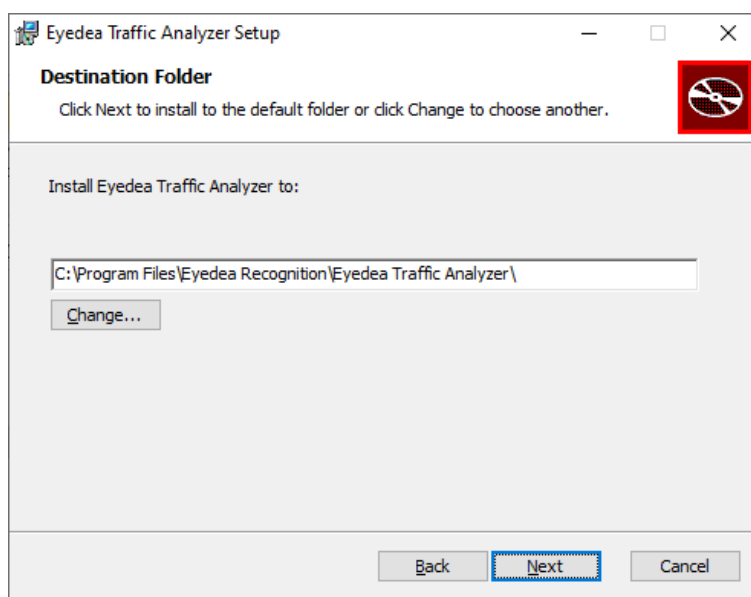 Eyedea Traffic Analyzer Setup
Destination Folder
Click Next to install to the default folder or click Change to choose another.
Install Eyedea Traffic Analyzer to:
C:\Program Files\Eyedea Recognition\Eyedea Traffic Analyzer\
Change...
Back Next Cancel